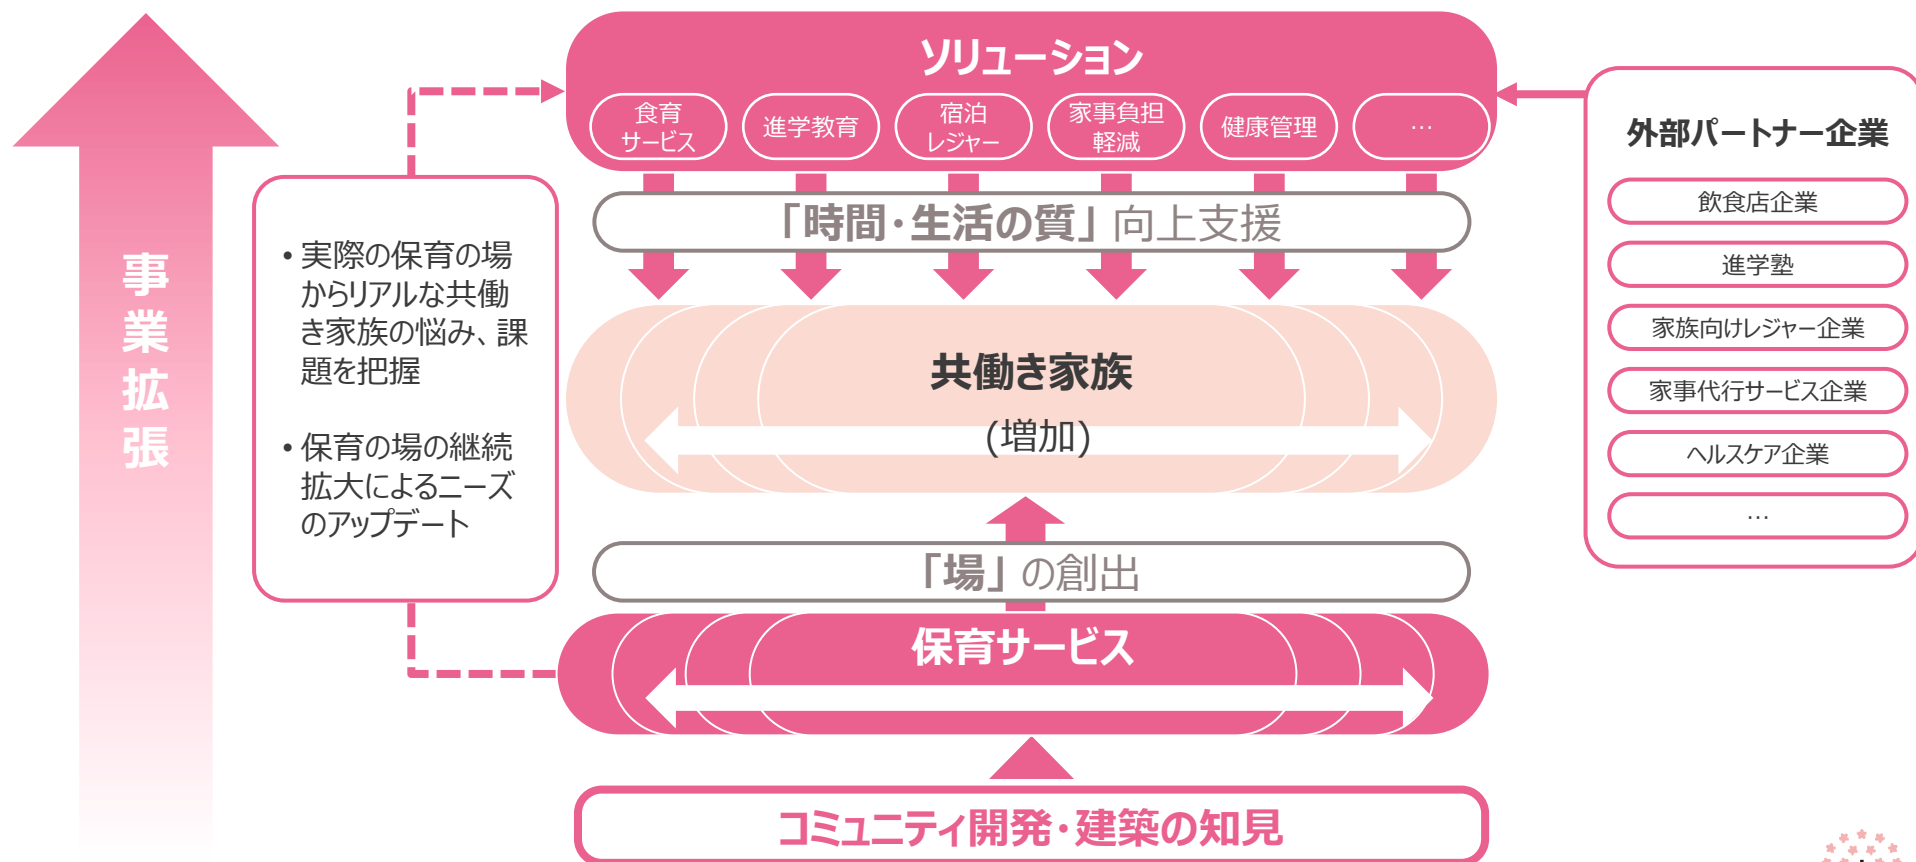 事業拡張
・実際の保育の場
からリアルな共働
き家族の悩み、課
題を把握
・保育の場の継続
拡大によるニーズ
のアップデート
ソリューション
食育
サービス
進学教育
宿泊
レジャー
家事負担
軽減
健康管理
…
「時間・生活の質」向上支援
共働き家族
(増加)
「場」の創出
保育サービス
コミュニティ開発・建築の知見
外部パートナー企業
飲食店企業
進学塾
家族向けレジャー企業
家事代行サービス企業
ヘルスケア企業
…